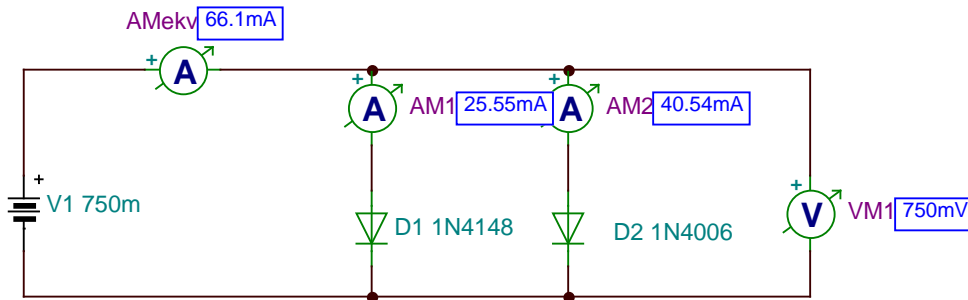 AMekv 66.1mA
+
A
+
A
AM1 25.55mA
+
A
AM2 40.54mA
+
V1 750m
D1 1N4148
D2 1N4006
+
V
VM1 750mV